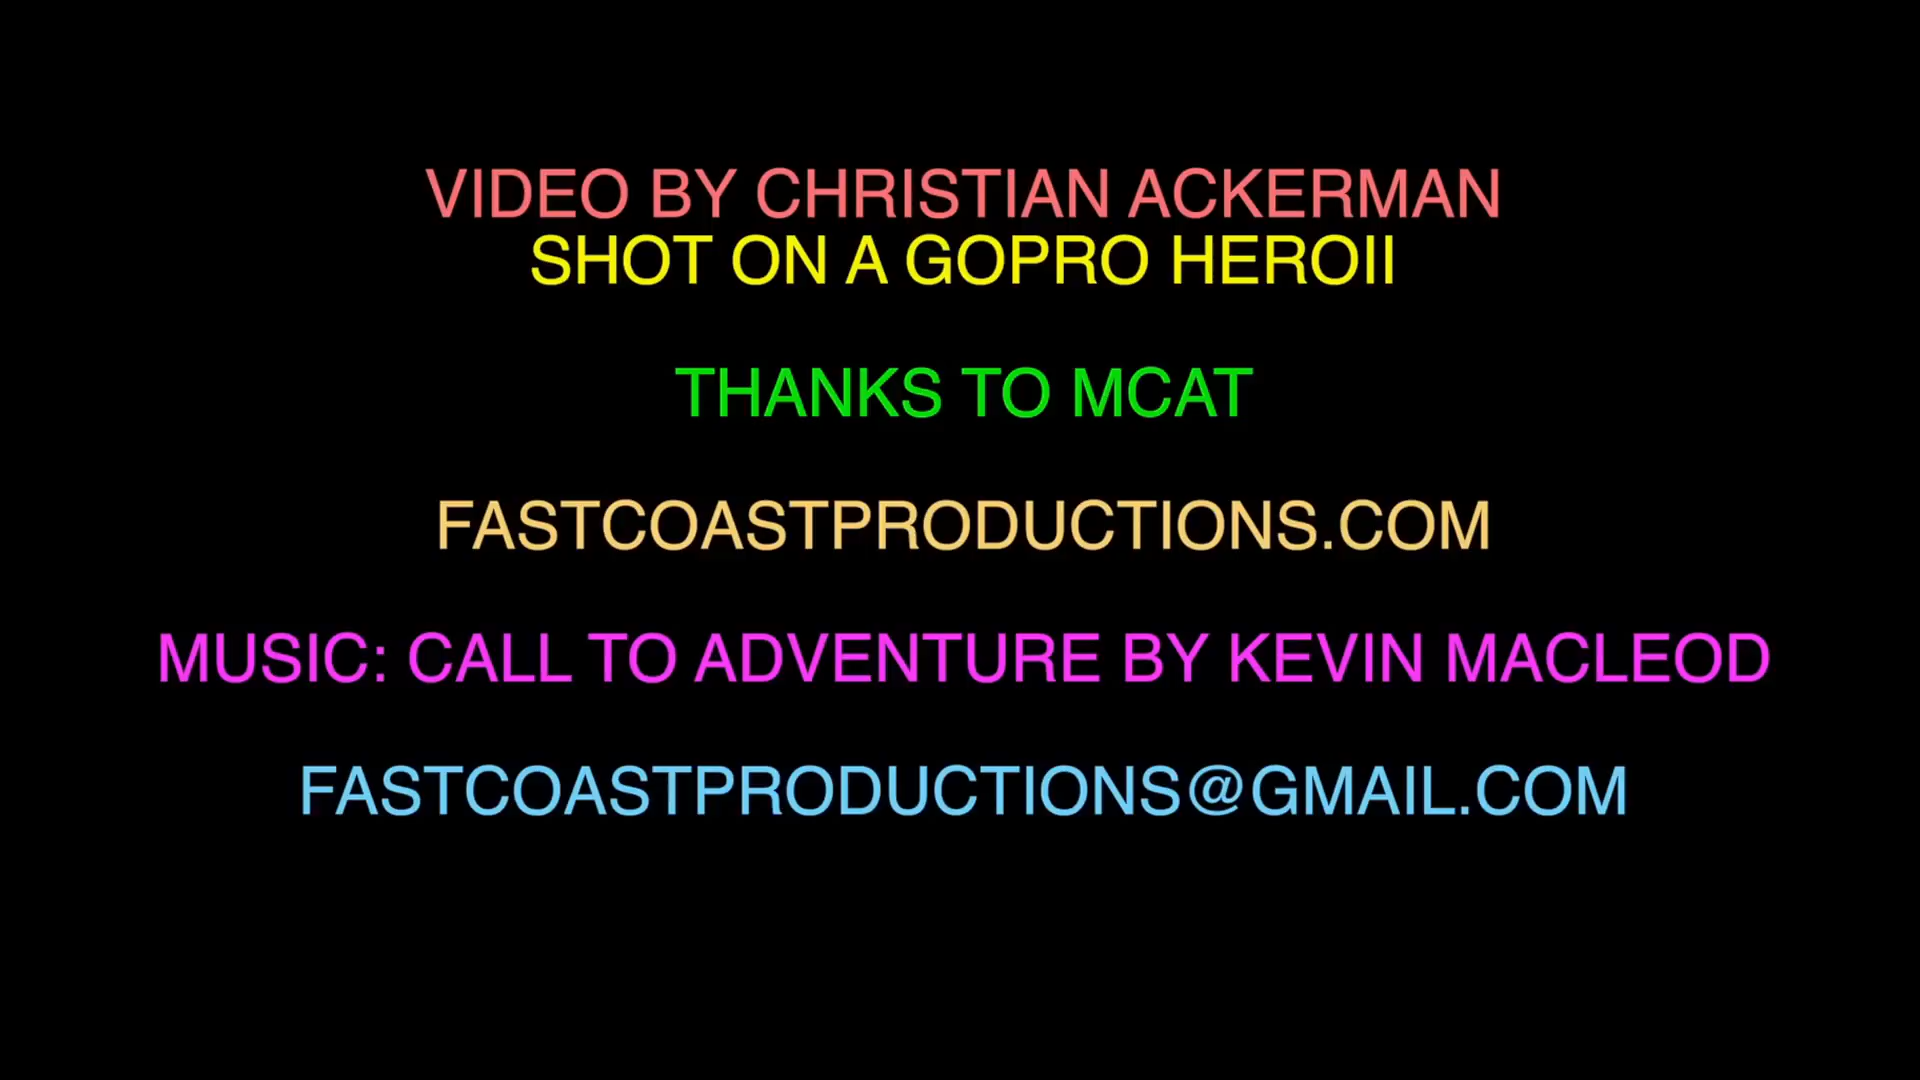 VIDEO BY CHRISTIAN ACKERMAN
SHOT ON A GOPRO HEROII
THANKS TO MCAT
FASTCOASTPRODUCTIONS.COM
MUSIC: CALL TO ADVENTURE BY KEVIN MACLEOD
FASTCOASTPRODUCTIONS@GMAIL.COM